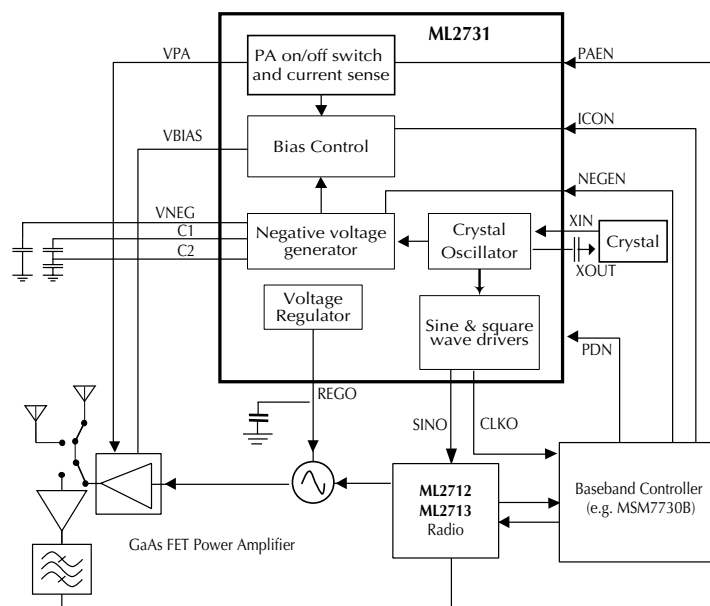 ML2731
VPA
PA on/off switch
and current sense
PAEN
ICON
VBIAS
Bias Control
NEGEN
VNEG
C1
C2
Negative voltage
generator
Crystal
Oscillator
XIN
Crystal
XOUT
Voltage
Regulator
Sine & square
wave drivers
PDN
REGO
SINO
CLKO
ML2712
ML2713
Radio
Baseband Controller
(e.g. MSM7730B)
GaAs FET Power Amplifier